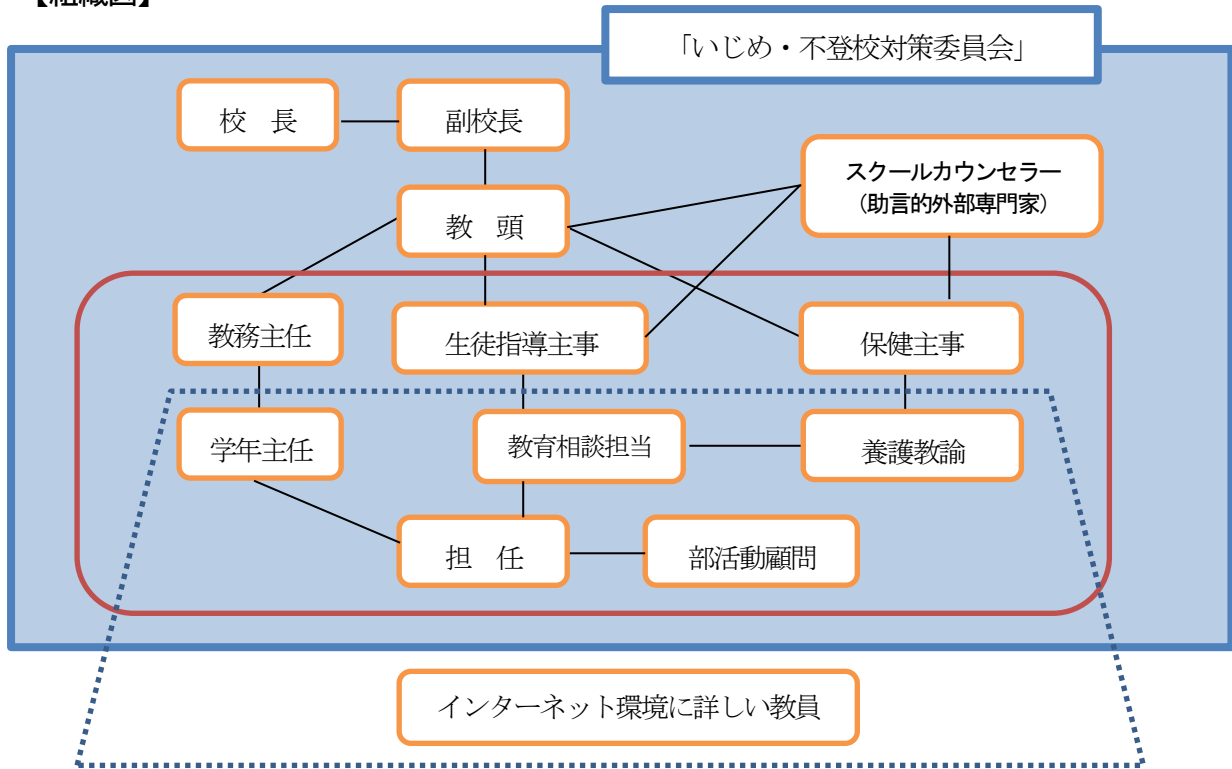 【組織図】
「いじめ・不登校対策委員会」
校　長
副校長
スクールカウンセラー
（助言的外部専門家）
教　頭
教務主任
生徒指導主事
保健主事
学年主任
教育相談担当
養護教諭
担　任
部活動顧問
インターネット環境に詳しい教員